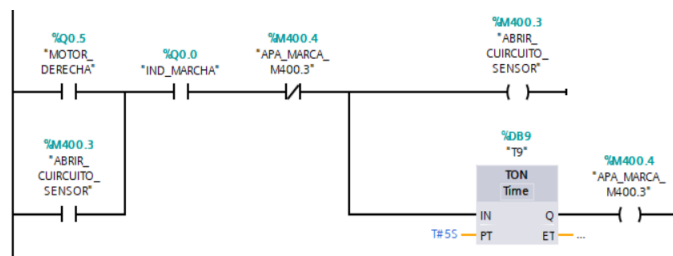 %Q0.5
"MOTOR_
DERECHA"
%Q0.0
"IND_MARCHA"
%M400.4
"APA_MARCA_
M400.3"
%M400.3
"ABRIR_
CUIRCUITO_
SENSOR"
%M400.3
"ABRIR_
CUIRCUITO_
SENSOR"
%DB9
"T9"
TON
Time
IN
Q
T#5S
PT
ET
...
%M400.4
"APA_MARCA_
M400.3"